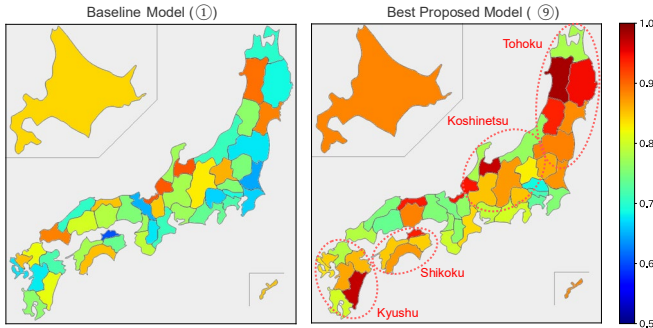 Baseline Model (①)
Best Proposed Model ( ⑨)
Tohoku
Koshinetsu
Shikoku
Kyushu
1.0
0.9
0.8
0.7
0.6
0.5